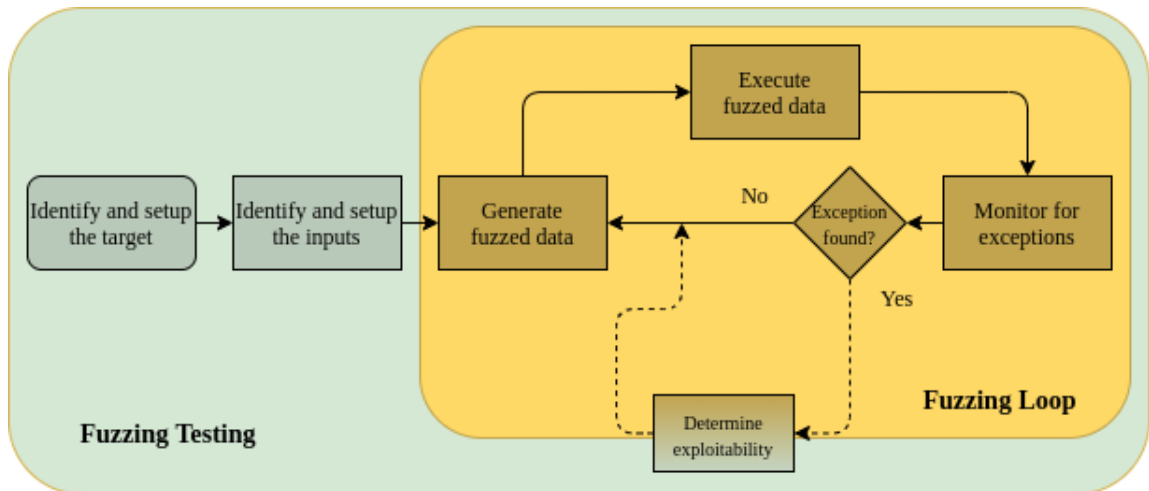 Execute
fuzzed data
Identify and setup
the target
Identify and setup
the inputs
Generate
fuzzed data
No
Exception
found?
Monitor for
exceptions
Yes
Determine
exploitability
Fuzzing Loop
Fuzzing Testing